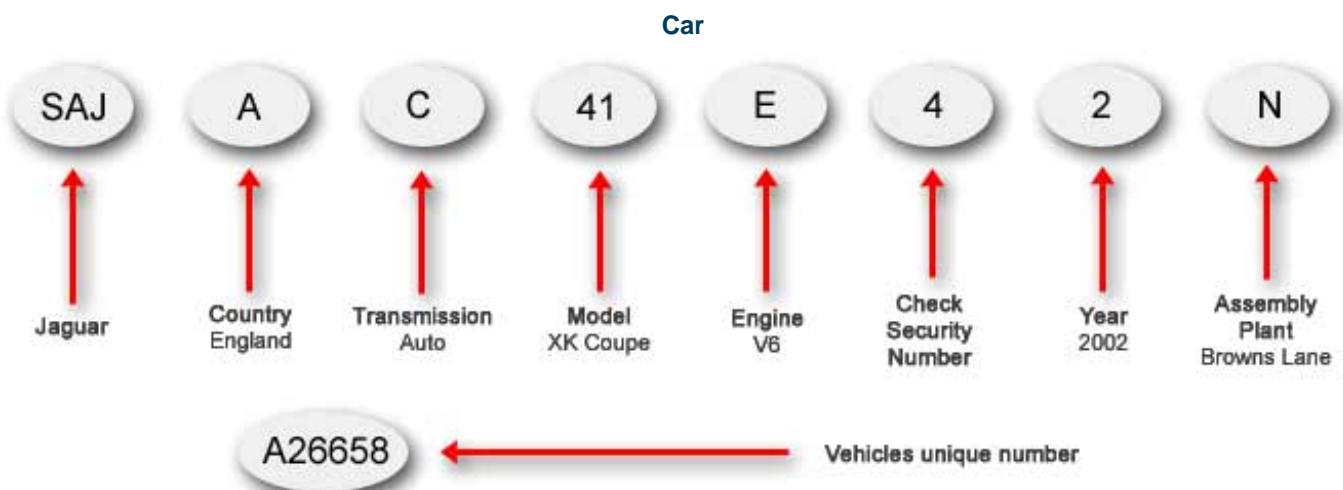 Car
SAJ A C 41 E 4 2 N
Jaguar
Country
England
Transmission
Auto
Model
XK Coupe
Engine
V6
Check
Security
Number
Year
2002
Assembly
Plant
Browns Lane
A26658 Vehicles unique number